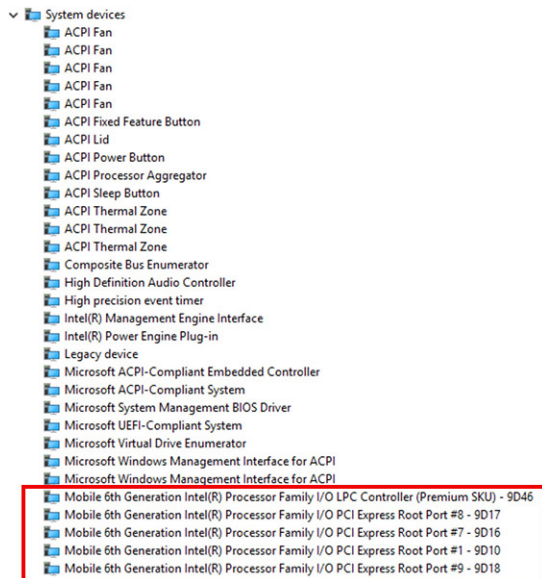 System devices
ACPI Fan
ACPI Fan
ACPI Fan
ACPI Fan
ACPI Fan
ACPI Fixed Feature Button
ACPI Lid
ACPI Power Button
ACPI Processor Aggregator
ACPI Sleep Button
ACPI Thermal Zone
ACPI Thermal Zone
ACPI Thermal Zone
Composite Bus Enumerator
High Definition Audio Controller
High precision event timer
Intel(R) Management Engine Interface
Intel(R) Power Engine Plug-in
Legacy device
Microsoft ACPI-Compliant Embedded Controller
Microsoft ACPI-Compliant System
Microsoft System Management BIOS Driver
Microsoft UEFI-Compliant System
Microsoft Virtual Drive Enumerator
Microsoft Windows Management Interface for ACPI
Microsoft Windows Management Interface for ACPI
Mobile 6th Generation Intel(R) Processor Family I/O LPC Controller (Premium SKU) - 9D46
Mobile 6th Generation Intel(R) Processor Family I/O PCI Express Root Port #8 - 9D17
Mobile 6th Generation Intel(R) Processor Family I/O PCI Express Root Port #7 - 9D16
Mobile 6th Generation Intel(R) Processor Family I/O PCI Express Root Port #1 - 9D10
Mobile 6th Generation Intel(R) Processor Family I/O PCI Express Root Port #9 - 9D18